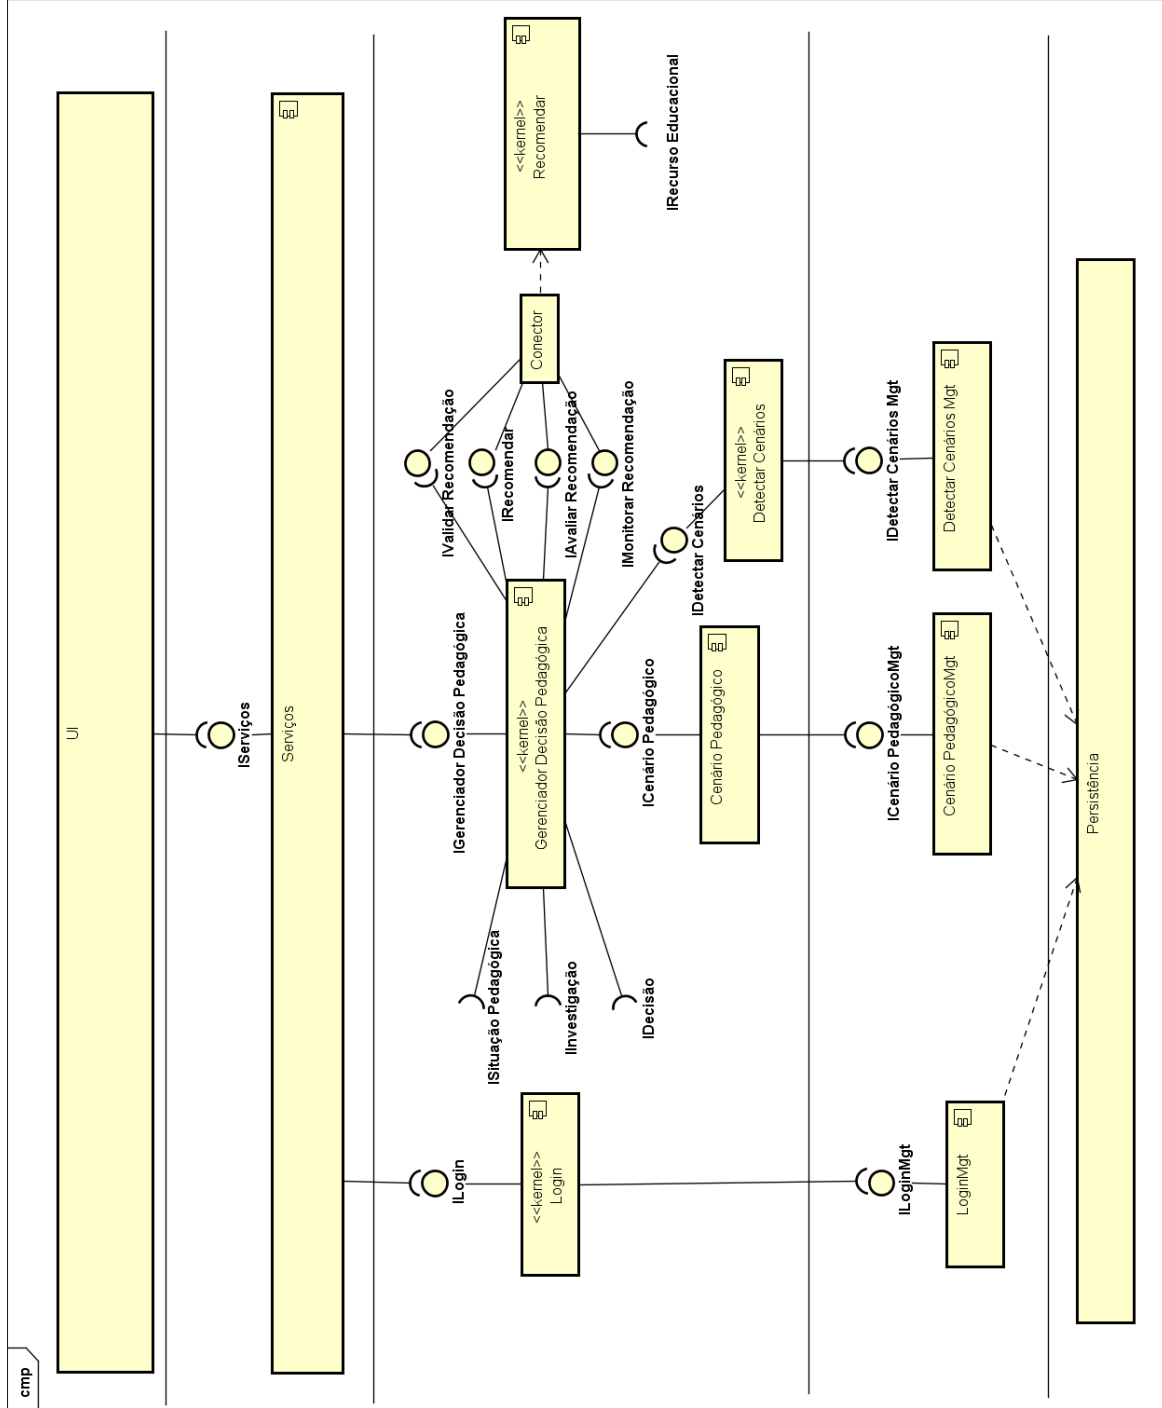 cmp
UI
IServiços
Serviços
ILogin
IGerenciador Decisão Pedagógica
<<kernel>>
Login
ISituação Pedagógica
IInvestigação
IDecisão
<<kernel>>
Gerenciador Decisão Pedagógica
IValidar Recomendação
IRecomendar
IAvaliar Recomendação
IMonitorar Recomendação
Conector
<<kernel>>
Recomendar
IRecurso Educacional
ICenário Pedagógico
Cenário Pedagógico
IDetectar Cenários
<<kernel>>
Detectar Cenários
ILoginMgt
ICenário PedagógicoMgt
IDetectar Cenários Mgt
LoginMgt
Cenário PedagógicoMgt
Detectar Cenários Mgt
Persistência